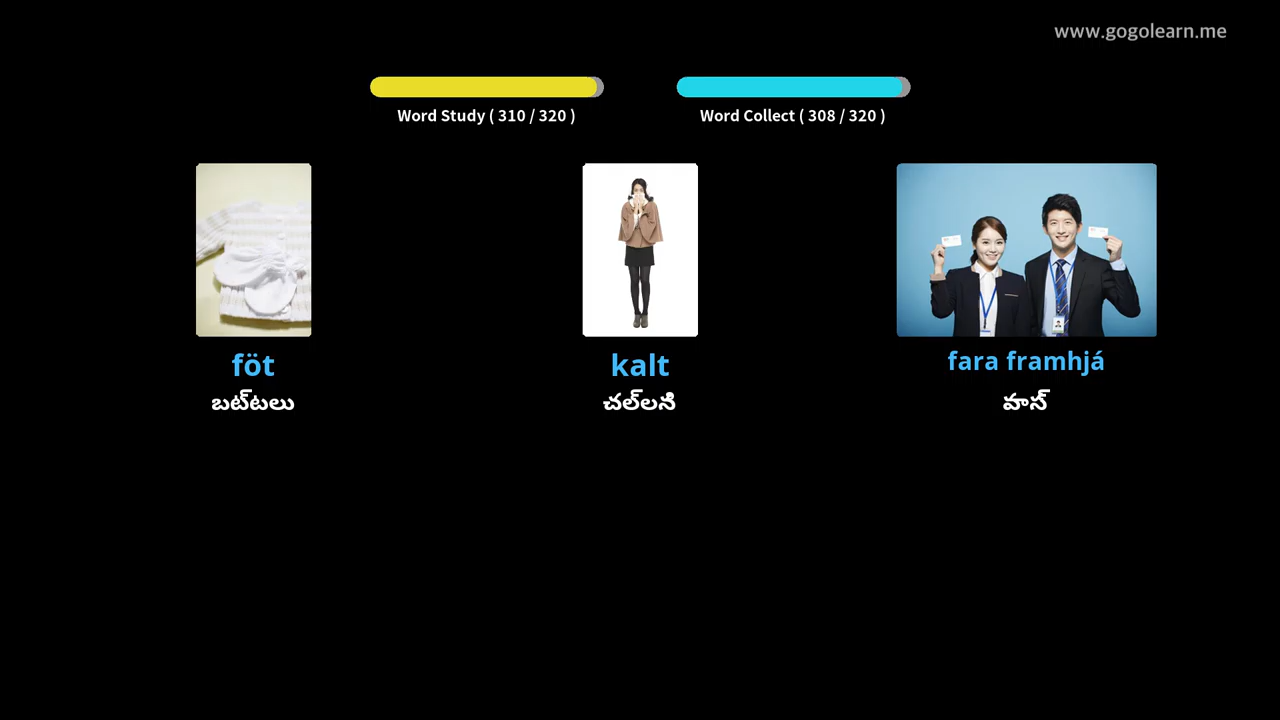 www.gogolearn.me
Word Study ( 310 / 320 )
Word Collect ( 308 / 320 )
föt
kalt
fara framhjá
బట్‌టలు
చల్‌లని
వాస్